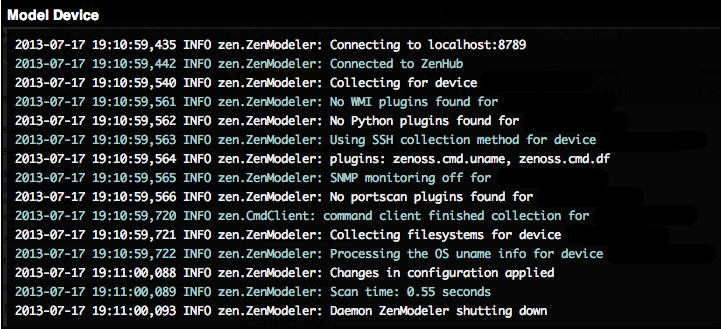 Model Device
2013-07-17 19:10:59,435 INFO zen.ZenModeler: Connecting to localhost:8789
2013-07-17 19:10:59,442 INFO zen.ZenModeler: Connected to ZenHub
2013-07-17 19:10:59,540 INFO zen.ZenModeler: Collecting for device
2013-07-17 19:10:59,561 INFO zen.ZenModeler: No WMI plugins found for
2013-07-17 19:10:59,562 INFO zen.ZenModeler: No Python plugins found for
2013-07-17 19:10:59,563 INFO zen.ZenModeler: Using SSH collection method for device
2013-07-17 19:10:59,564 INFO zen.ZenModeler: plugins: zenoss.cmd.uname, zenoss.cmd.df
2013-07-17 19:10:59,565 INFO zen.ZenModeler: SNMP monitoring off for
2013-07-17 19:10:59,566 INFO zen.ZenModeler: No portscan plugins found for
2013-07-17 19:10:59,720 INFO zen.CmdClient: command client finished collection for
2013-07-17 19:10:59,721 INFO zen.ZenModeler: Collecting filesystems for device
2013-07-17 19:10:59,722 INFO zen.ZenModeler: Processing the OS uname info for device
2013-07-17 19:11:00,088 INFO zen.ZenModeler: Changes in configuration applied
2013-07-17 19:11:00,089 INFO zen.ZenModeler: Scan time: 0.55 seconds
2013-07-17 19:11:00,093 INFO zen.ZenModeler: Daemon ZenModeler shutting down